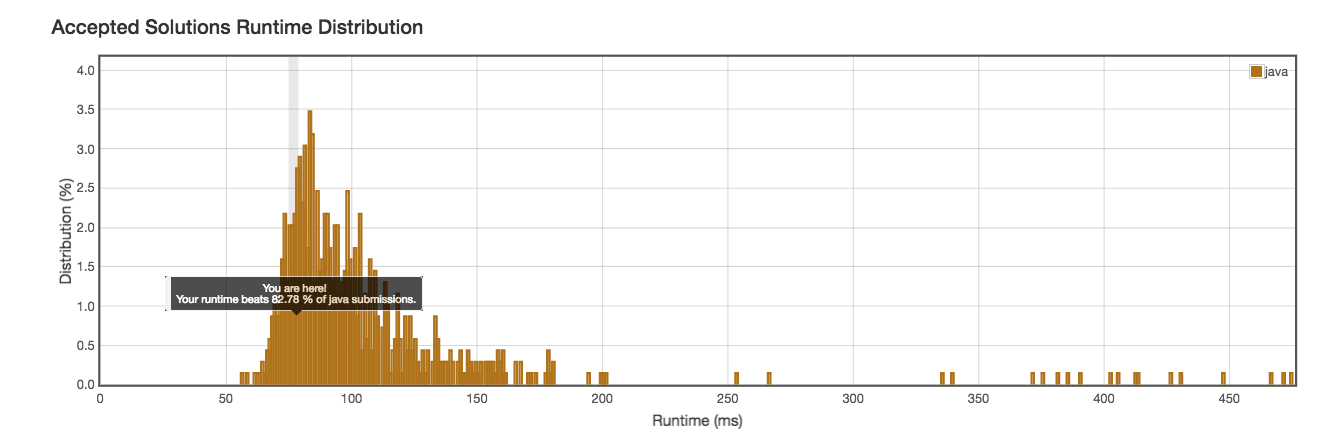 Accepted Solutions Runtime Distribution
java
4.0
3.5
3.0
2.5
2.0
1.5
1.0
0.5
0.0
Distribution (%)
You are here!
Your runtime beats 82.78 % of java submissions.
0 50 100 150 200 250 300 350 400 450
Runtime (ms)